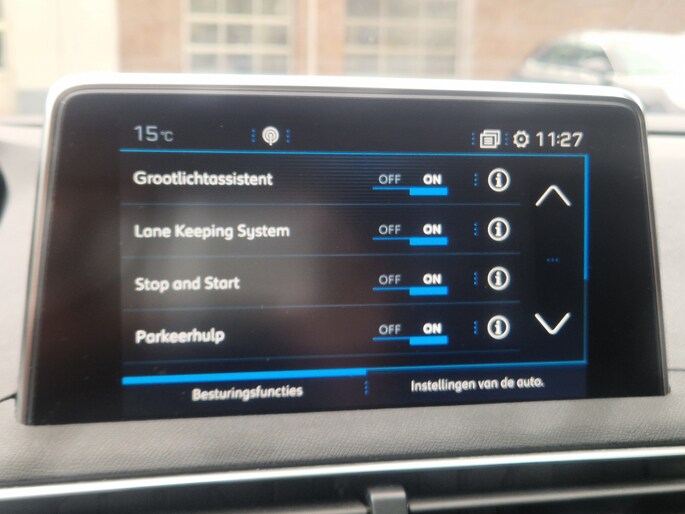 15°C 11:27
Grootlichtassistent OFF ON
Lane Keeping System OFF ON
Stop and Start OFF ON
Parkeerhulp OFF ON
Besturingsfuncties Instellingen van de auto.